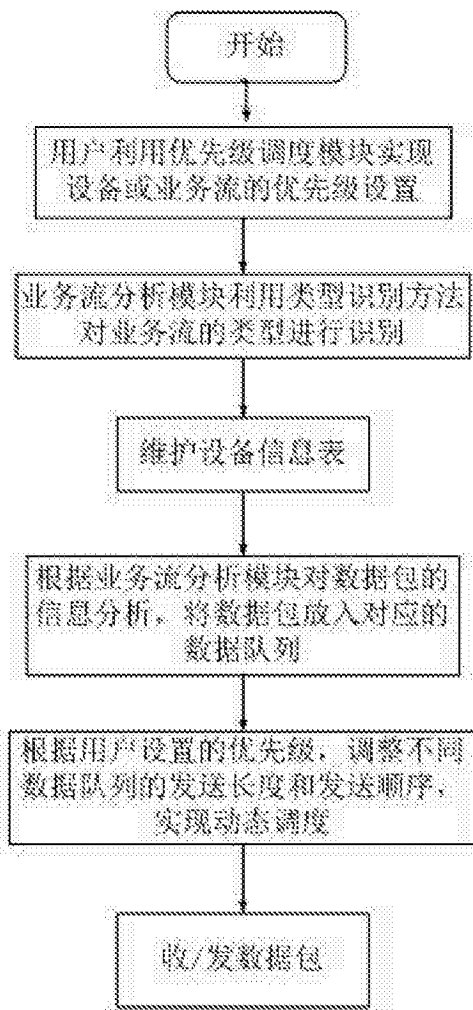 开始
用户利用优先级调度模块实现
设备或业务流的优先级设置
业务流分析模块利用类型识别方法
对业务流的类型进行识别
维护设备信息表
根据业务流分析模块对数据包的
信息分析，将数据包放入对应的
数据队列
根据用户设置的优先级，调整不同
数据队列的发送长度和发送顺序，
实现动态调度
收/发数据包